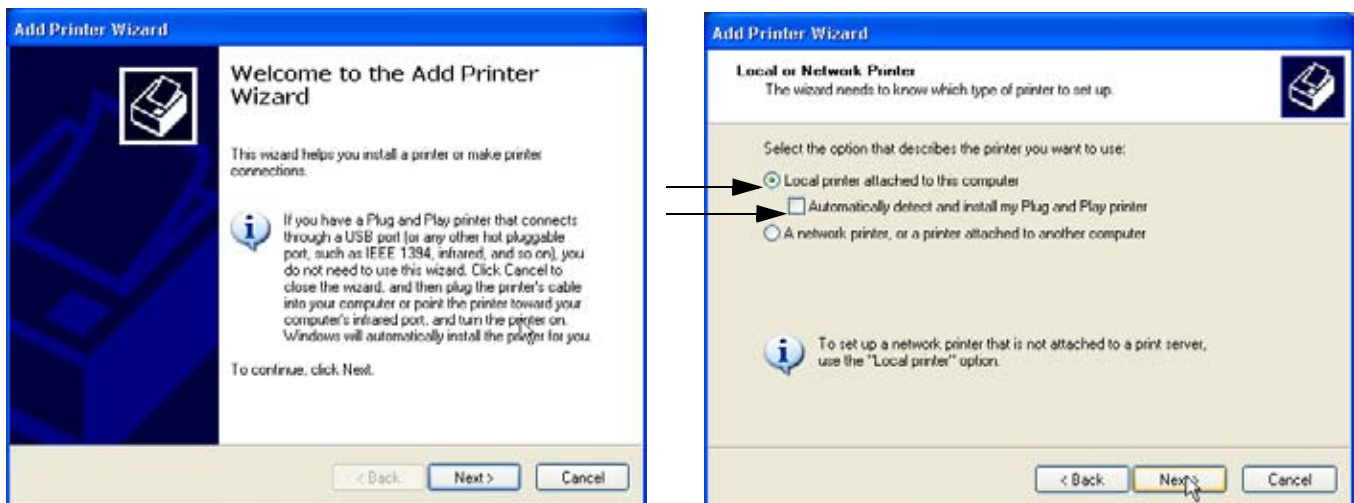 Add Printer Wizard
Welcome to the Add Printer
Wizard
This wizard helps you install a printer or make printer
connections.
If you have a Plug and Play printer that connects
through a USB port (or any other hot pluggable
port, such as IEEE 1394, infrared, and so on), you
do not need to use this wizard. Click Cancel to
close the wizard, and then plug the printer's cable
into your computer or point the printer toward your
computer's infrared port, and turn the printer on.
Windows will automatically install the printer for you.
To continue, click Next.
< Back
Next >
Cancel
Add Printer Wizard
Local or Network Printer
The wizard needs to know which type of printer to set up.
Select the option that describes the printer you want to use:
Local printer attached to this computer
Automatically detect and install my Plug and Play printer
A network printer, or a printer attached to another computer
To set up a network printer that is not attached to a print server,
use the "Local printer" option.
< Back
Next >
Cancel